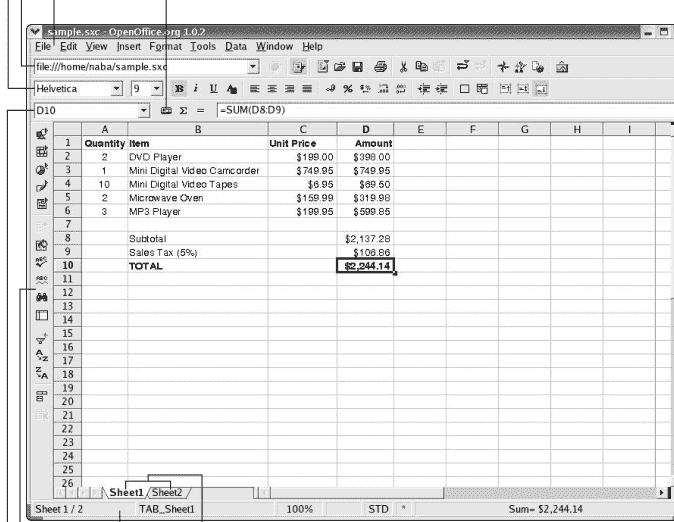 sample.sxc - OpenOffice.org 1.0.2
File Edit View Insert Format Tools Data Window Help
file:///home/naba/sample.sxc
Helvetica 9 B i U A
D10 Σ = =SUM(D8:D9)
A B C D E F G H I
1 Quantity Item Unit Price Amount
2 2 DVD Player $199.00 $398.00
3 1 Mini Digital Video Camcorder $749.95 $749.95
4 10 Mini Digital Video Tapes $6.95 $69.50
5 2 Microwave Oven $159.99 $319.98
6 3 MP3 Player $199.95 $599.85
7
8 Subtotal $2,137.28
9 Sales Tax (5%) $106.86
10 TOTAL $2,244.14
11
12
13
14
15
16
17
18
19
20
21
22
23
24
25
26
Sheet1 Sheet2
Sheet 1 / 2 TAB_Sheet1 100% STD * Sum= $2,244.14